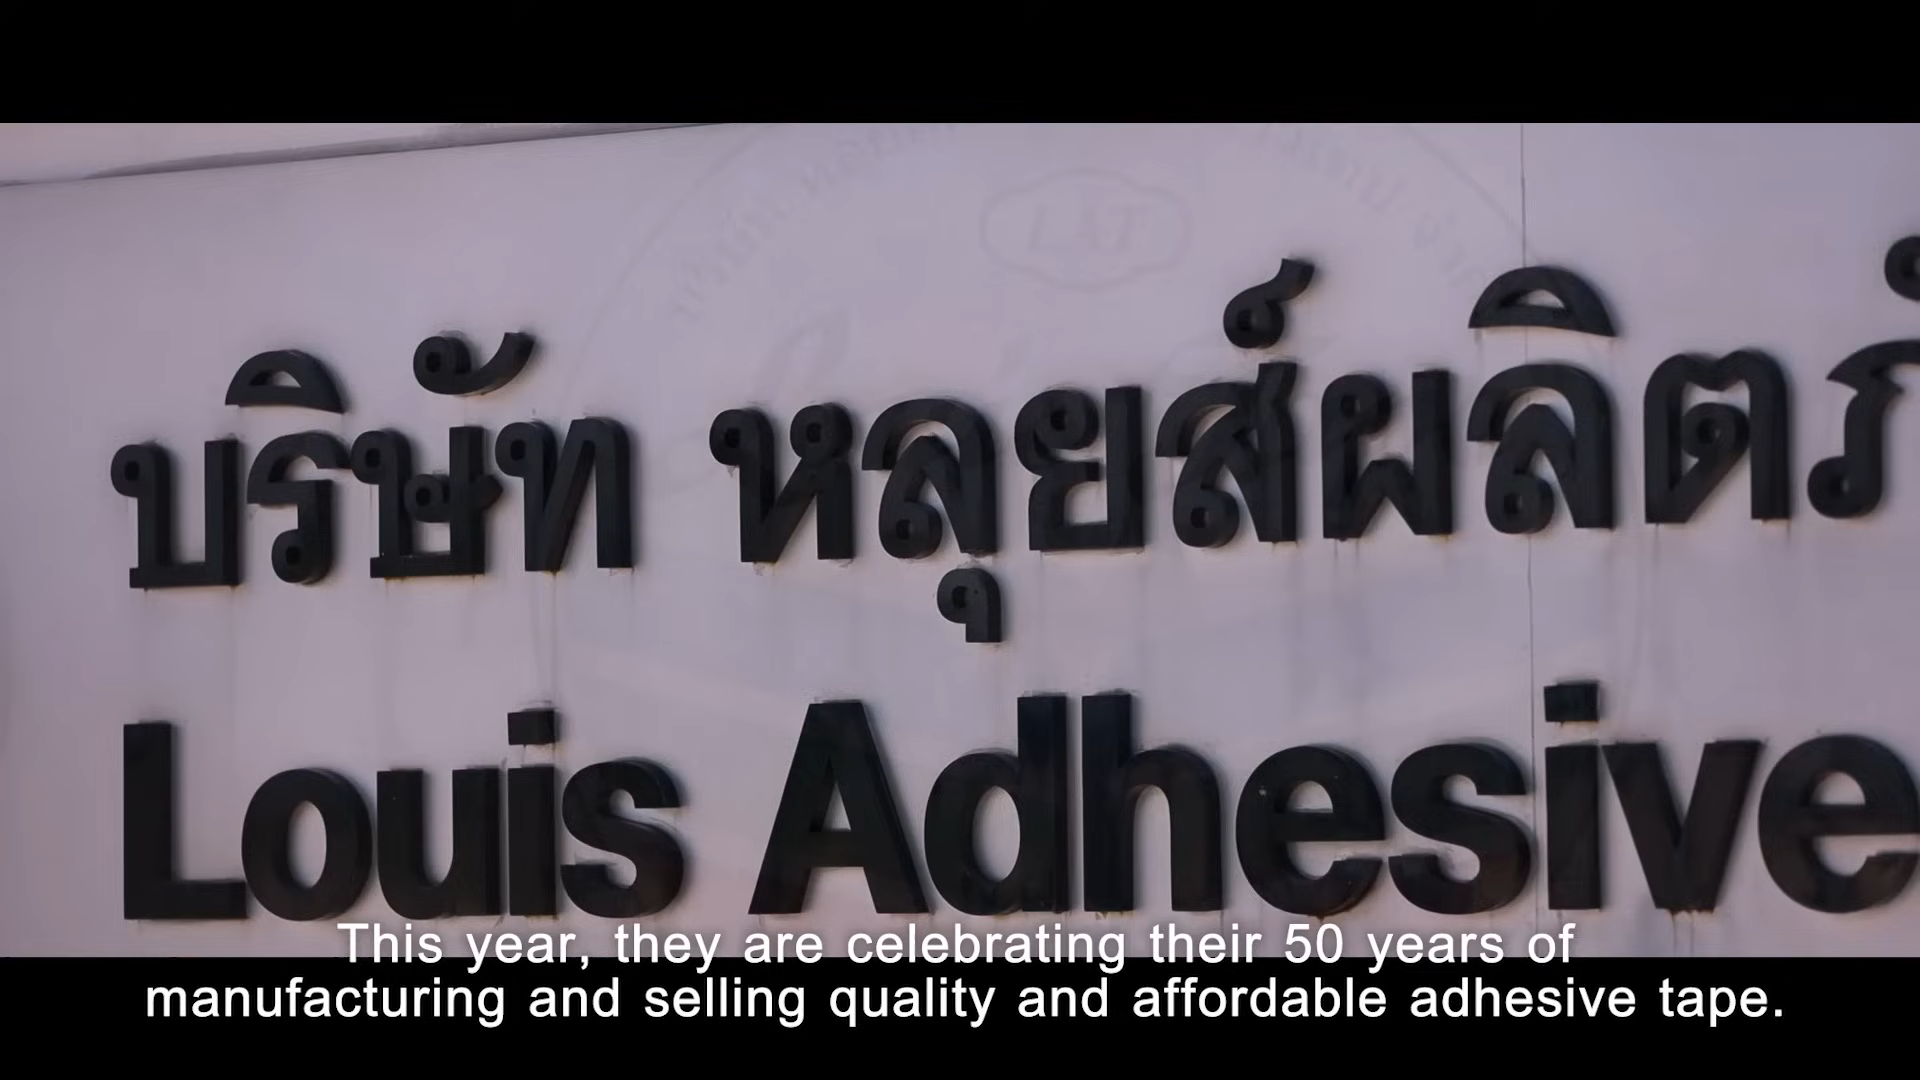 บริษัท หลุยส์ผลิตภั
Louis Adhesive
This year, they are celebrating their 50 years of
manufacturing and selling quality and affordable adhesive tape.